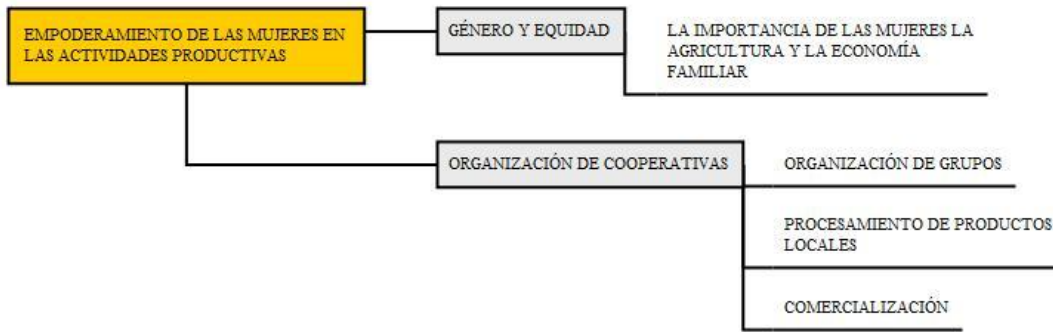 EMPODERAMIENTO DE LAS MUJERES EN
LAS ACTIVIDADES PRODUCTIVAS
GÉNERO Y EQUIDAD
LA IMPORTANCIA DE LAS MUJERES LA
AGRICULTURA Y LA ECONOMÍA
FAMILIAR
ORGANIZACIÓN DE COOPERATIVAS
ORGANIZACIÓN DE GRUPOS
PROCESAMIENTO DE PRODUCTOS
LOCALES
COMERCIALIZACIÓN